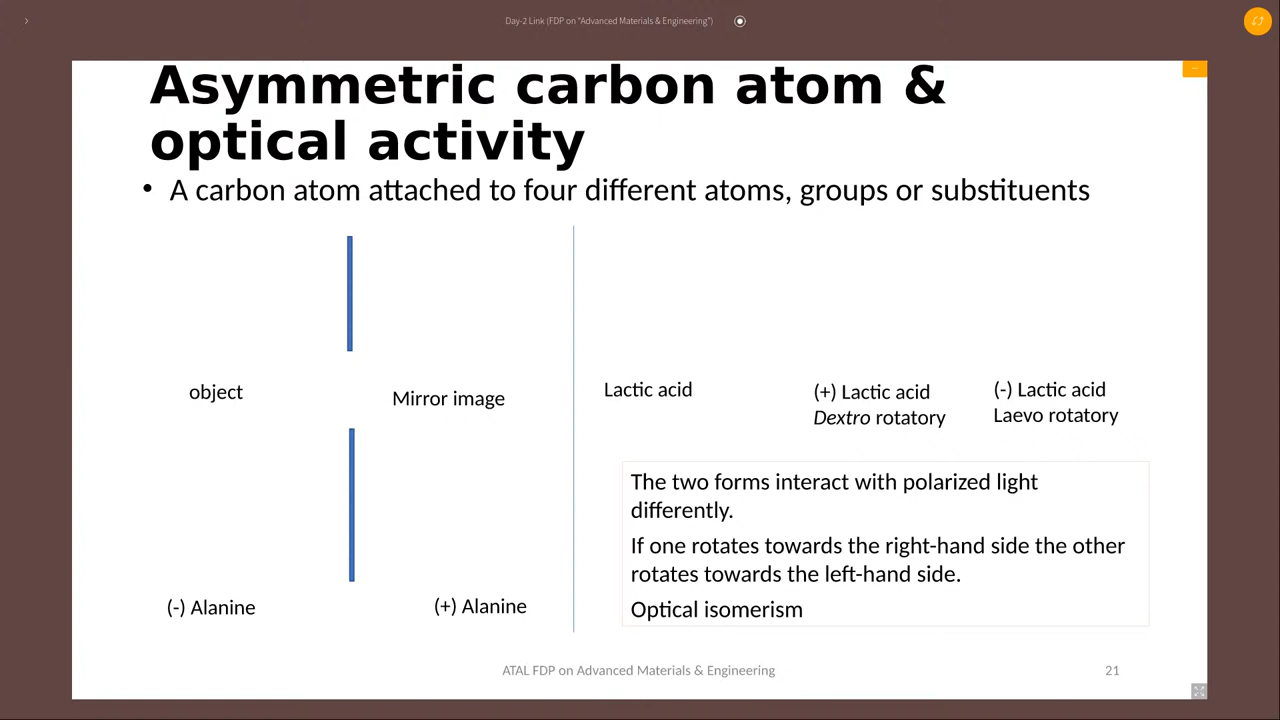 Day-2 Link (FDP on "Advanced Materials & Engineering")
Asymmetric carbon atom &
optical activity
• A carbon atom attached to four different atoms, groups or substituents
object
Mirror image
Lactic acid
(+) Lactic acid
Dextro rotatory
(-) Lactic acid
Laevo rotatory
The two forms interact with polarized light
differently.
If one rotates towards the right-hand side the other
rotates towards the left-hand side.
Optical isomerism
(-) Alanine
(+) Alanine
ATAL FDP on Advanced Materials & Engineering
21